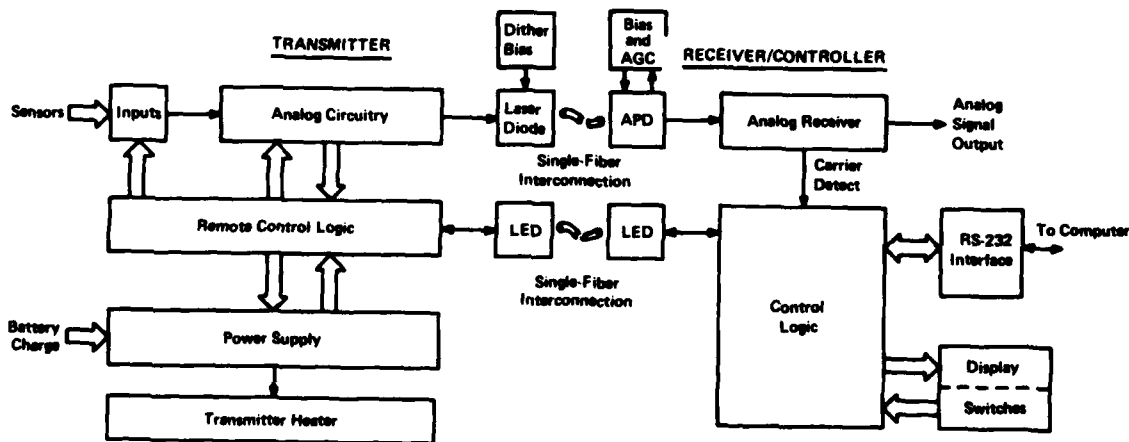 TRANSMITTER
Dither
Bias
Bias
and
AGC
RECEIVER/CONTROLLER
Sensors
Inputs
Analog Circuitry
Laser
Diode
APD
Analog Receiver
Analog
Signal
Output
Single-Fiber
Interconnection
Carrier
Detect
Remote Control Logic
LED
LED
RS-232
Interface
To Computer
Single-Fiber
Interconnection
Control
Logic
Battery
Charge
Power Supply
Display
Switches
Transmitter Heater